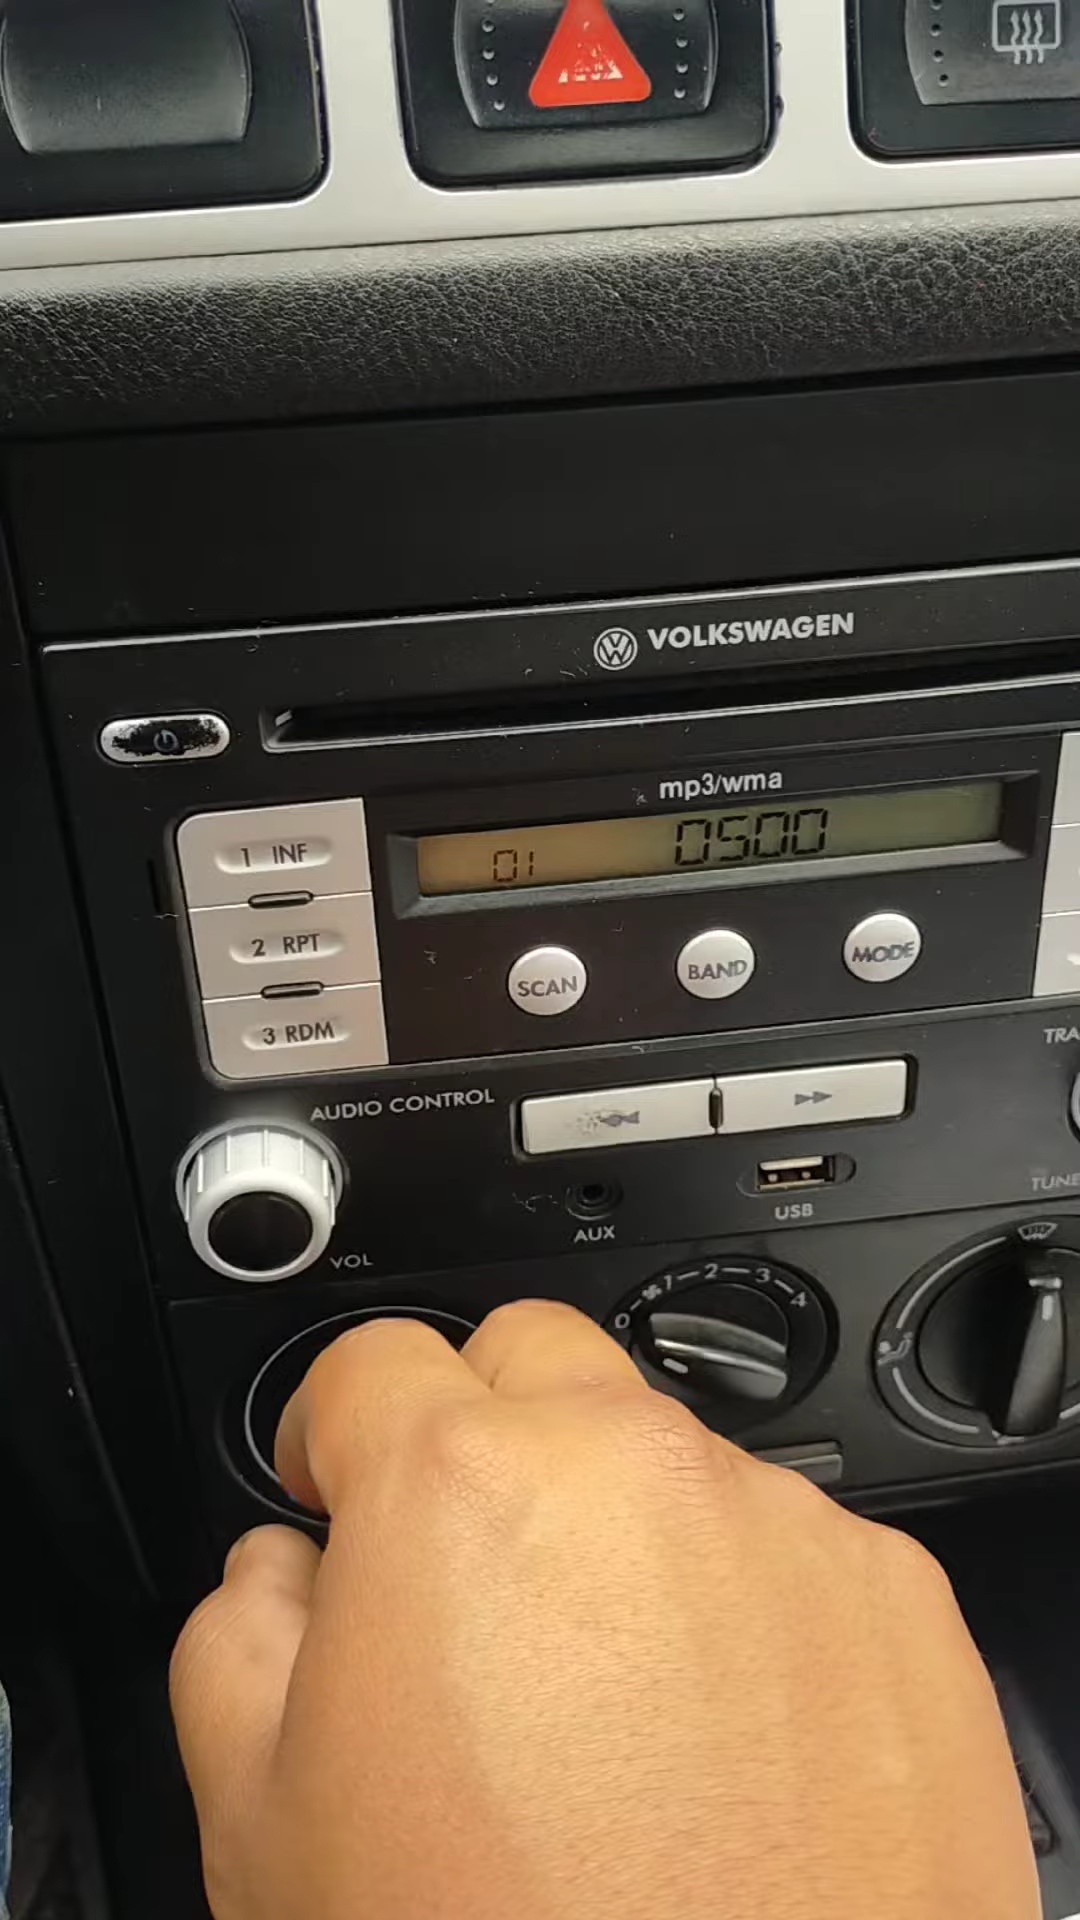 VOLKSWAGEN
mp3/wma
01 0500
1 INF
2 RPT
3 RDM
SCAN
BAND
MODE
AUDIO CONTROL
VOL
AUX
USB
TRA
TUNE
0 1 2 3 4